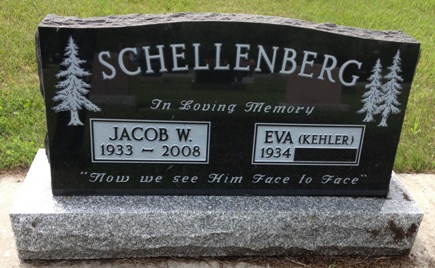 SCHELLENBERG
In Loving Memory
JACOB W.
1933 - 2008
EVA (KEHLER)
1934
"Now we see Him Face to Face"